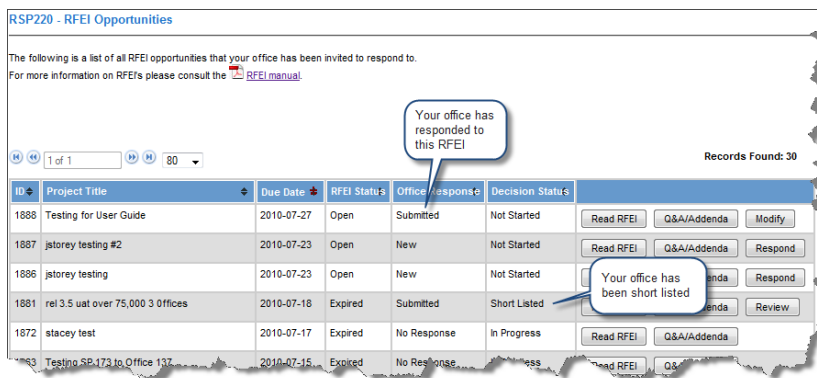 RSP220 - RFEI Opportunities
The following is a list of all RFEI opportunities that your office has been invited to respond to.
For more information on RFEI's please consult the RFEI manual.
Your office has
responded to
this RFEI
1 of 1 80 Records Found: 30
ID Project Title Due Date RFEI Status Office Response Decision Status
1888 Testing for User Guide 2010-07-27 Open Submitted Not Started Read RFEI Q&A/Addenda Modify
1887 jstorey testing #2 2010-07-23 Open New Not Started Read RFEI Q&A/Addenda Respond
1886 jstorey testing 2010-07-23 Open New Not Started enda Respond
Your office has
been short listed
1881 rel 3.5 uat over 75,000 3 0ffices 2010-07-18 Expired Submitted Short Listed enda Review
1872 stacey test 2010-07-17 Expired No Response In Progress Read RFEI Q&A/Addenda
Testing SP-173 to Office 137 2010-07-15 Expired No Response Read RFEI